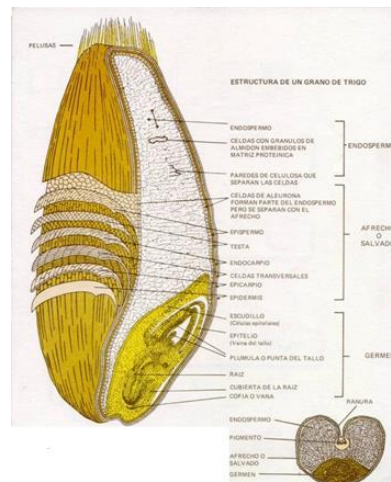 PELUSAS
ESTRUCTURA DE UN GRANO DE TRIGO
ENDOSPERMO
CELDAS CON GRANULOS DE
ALMIDON EMBEBIDOS EN
MATRIZ PROTEINICA
PAREDES DE CELULOSA QUE
SEPARAN LAS CELDAS
ENDOSPERM
CELDAS DE ALEURONA
FORMAN PARTE DEL ENDOSPERMO
PERO SE SEPARAN CON EL
AFRECHO
EPISPERMO
TESTA
ENDOCARPIO
CELDAS TRANSVERSALES
EPICARPIO
EPIDERMIS
AFRECHO
O
SALVADO
ESCUDILLO
(Células epiteliales)
EPITELIO
(Vaina del tallo)
PLUMULA O PUNTA DEL TALLO
RAIZ
CUBIERTA DE LA RAIZ
COFIA O VANA
GERMEN
RANURA
ENDOSPERMO
PIGMENTO
AFRECHO O
SALVADO
GERMEN